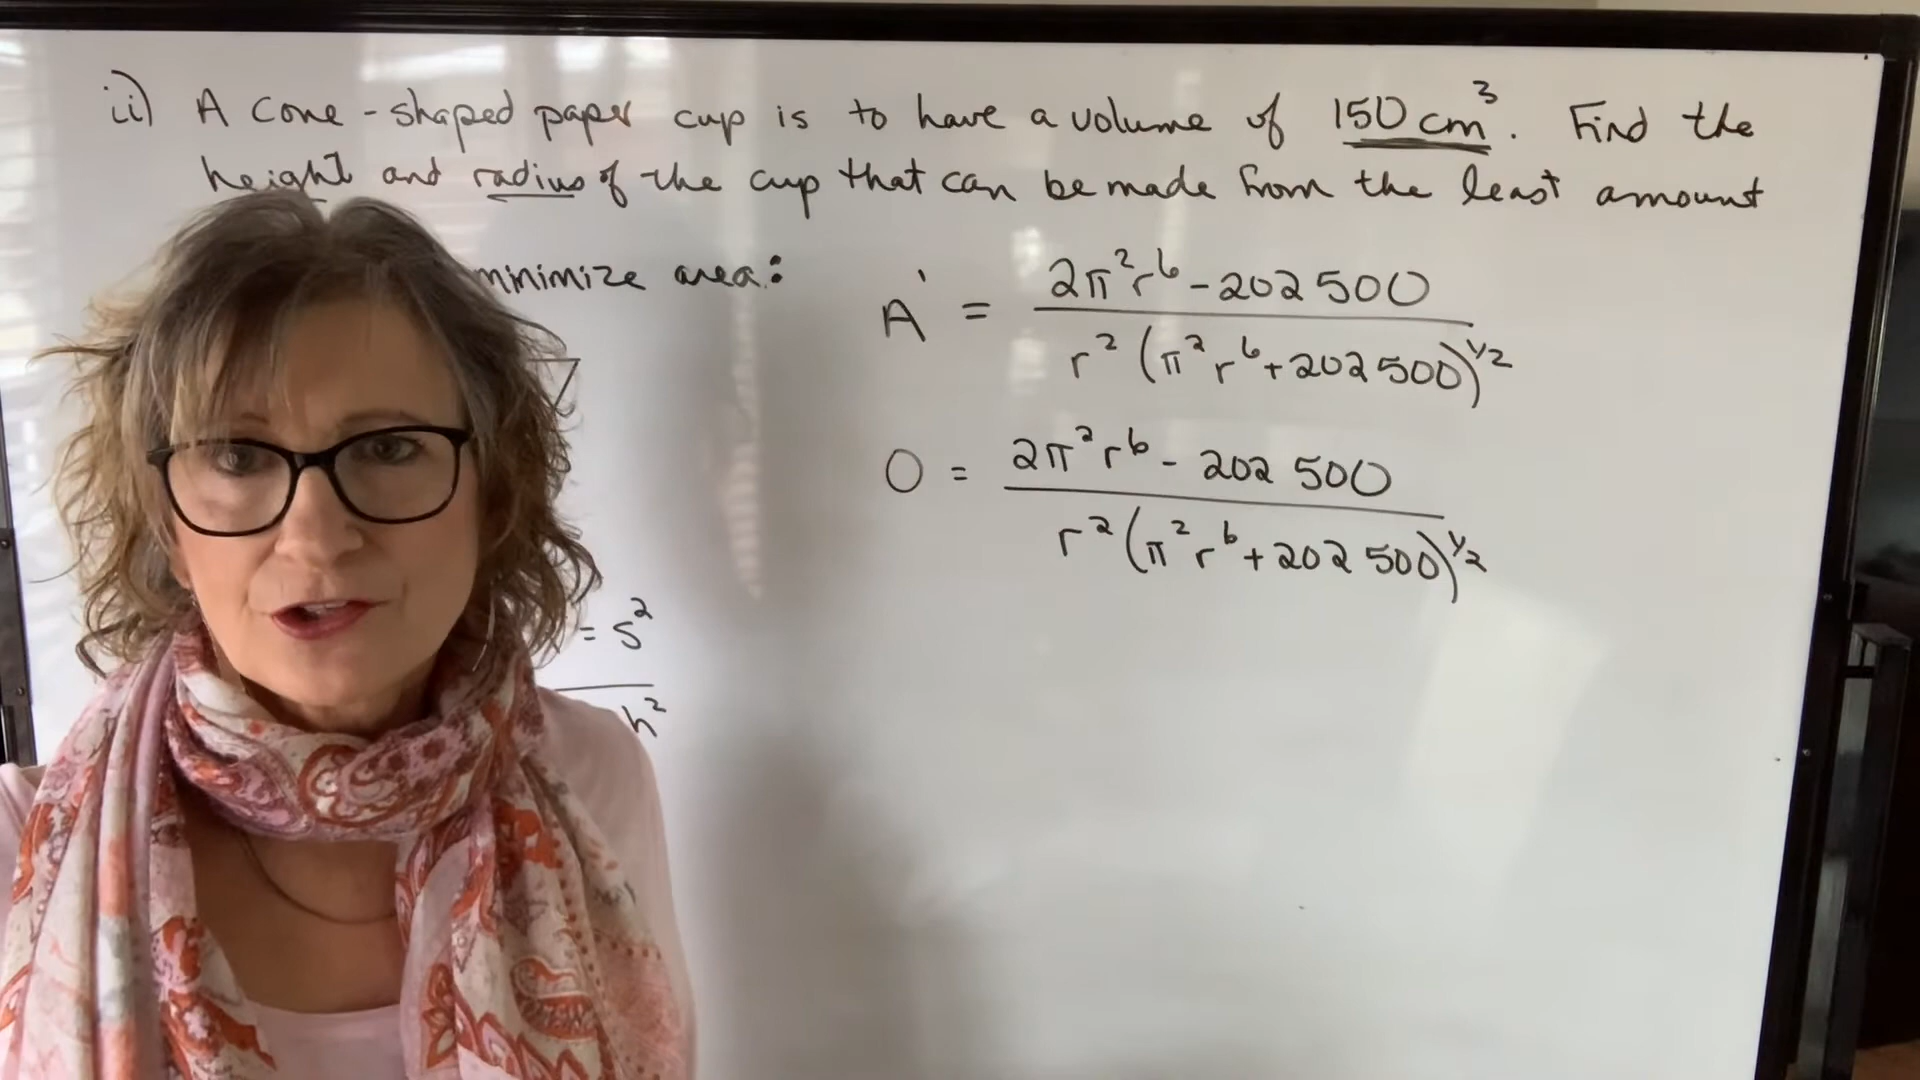 ii) A cone-shaped paper cup is to have a volume of 150 cm³. Find the
height and radius of the cup that can be made from the least amount
minimize area:
A' = (2π²r⁶ - 202 500) / (r² (π²r⁶ + 202 500)^(1/2))
0 = (2π²r⁶ - 202 500) / (r² (π²r⁶ + 202 500)^(1/2))
= s²
h²